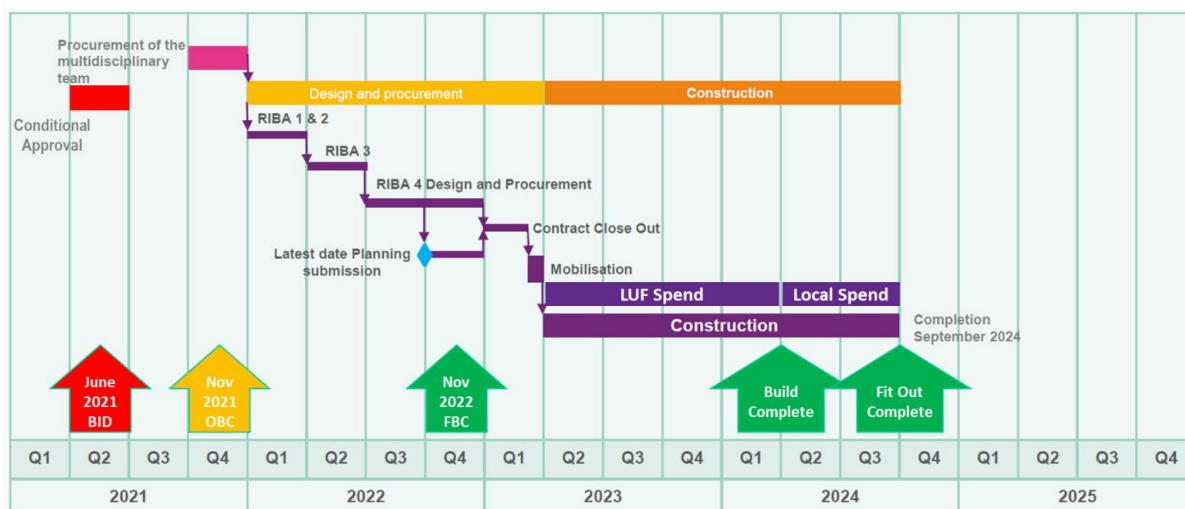 Procurement of the
multidisciplinary
team
Conditional
Approval
Design and procurement
Construction
RIBA 1 & 2
RIBA 3
RIBA 4 Design and Procurement
Contract Close Out
Latest date Planning
submission
Mobilisation
LUF Spend
Local Spend
Construction
Completion
September 2024
June
2021
BID
Nov
2021
OBC
Nov
2022
FBC
Build
Complete
Fit Out
Complete
Q1 Q2 Q3 Q4 Q1 Q2 Q3 Q4 Q1 Q2 Q3 Q4 Q1 Q2 Q3 Q4 Q1 Q2 Q3 Q4
2021 2022 2023 2024 2025